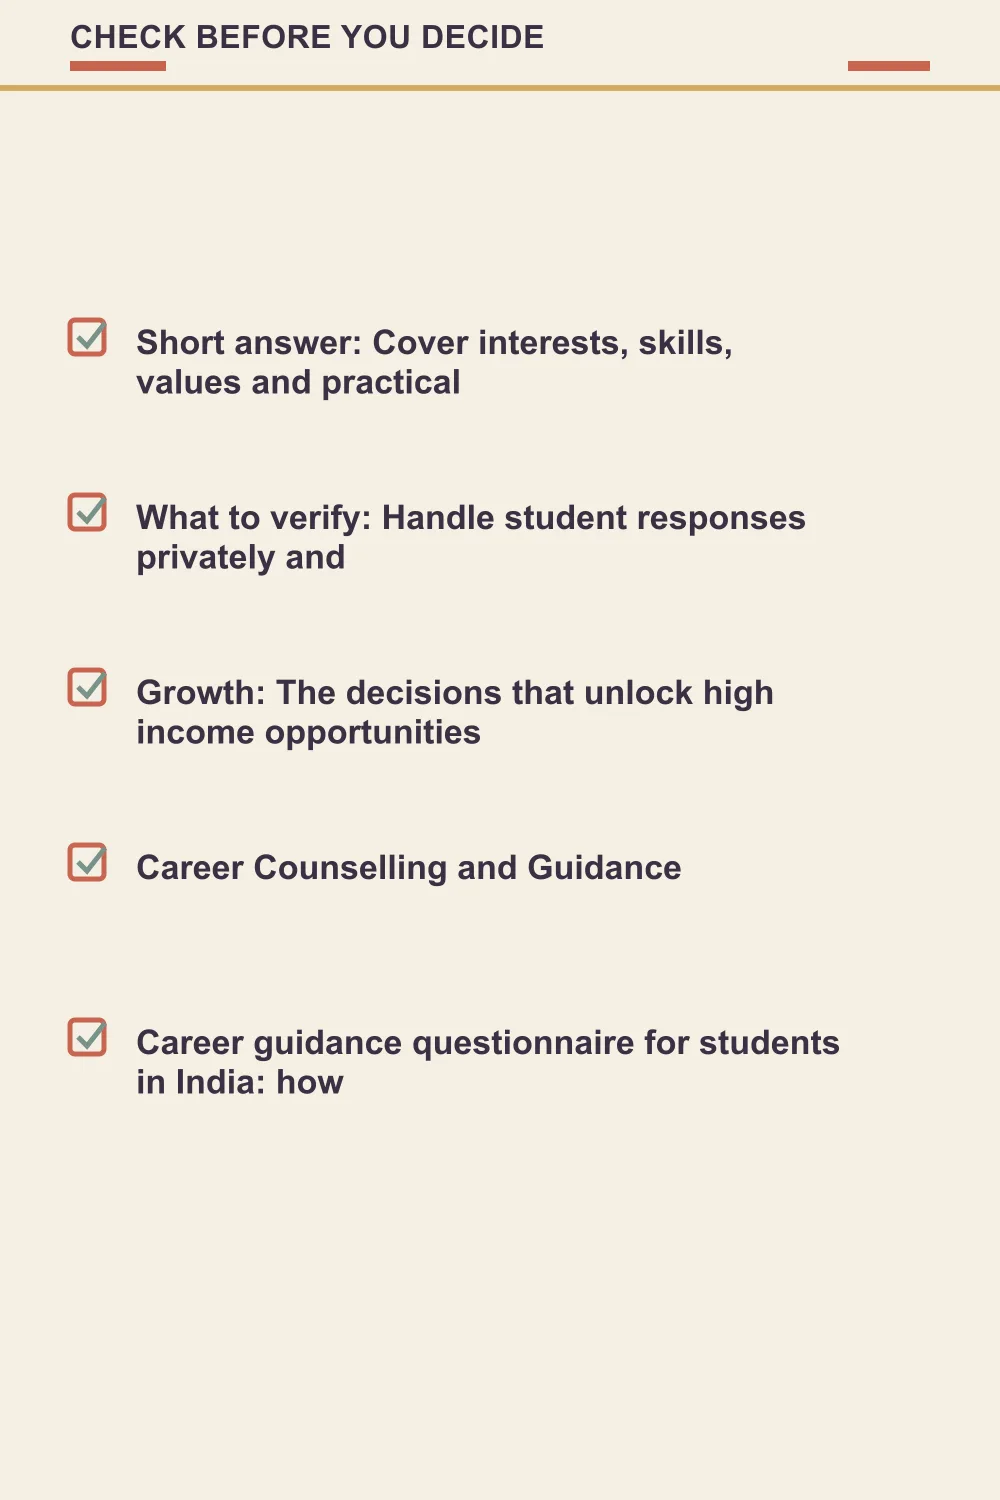 CHECK BEFORE YOU DECIDE
Short answer: Cover interests, skills,
values and practical
What to verify: Handle student responses
privately and
Growth: The decisions that unlock high
income opportunities
Career Counselling and Guidance
Career guidance questionnaire for students
in India: how